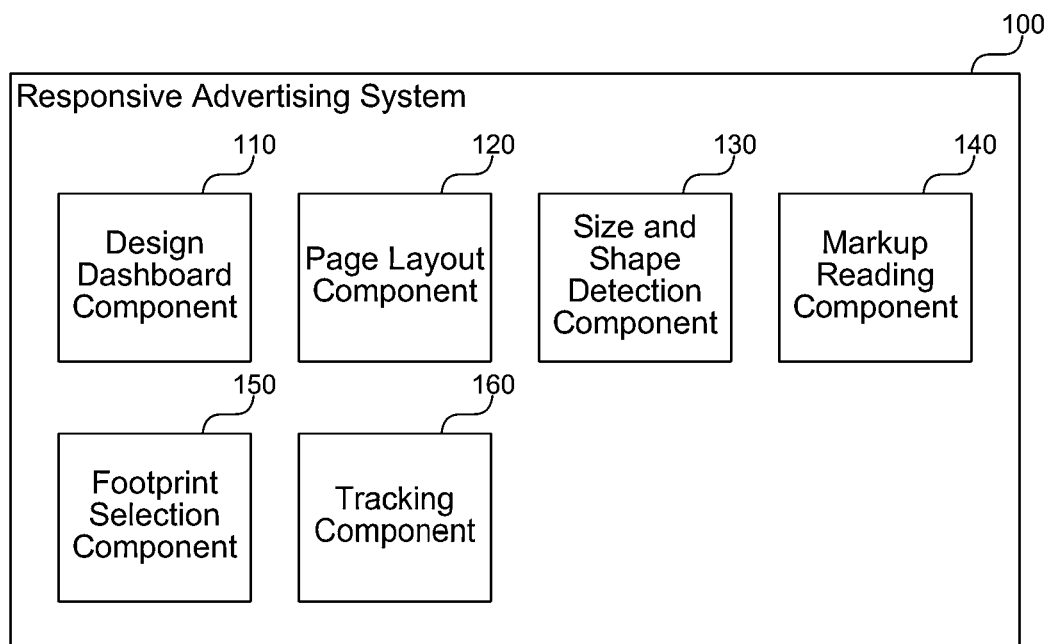 100
Responsive Advertising System
110
120
130
140
Design
Dashboard
Component
Page Layout
Component
Size and
Shape
Detection
Component
Markup
Reading
Component
150
160
Footprint
Selection
Component
Tracking
Component